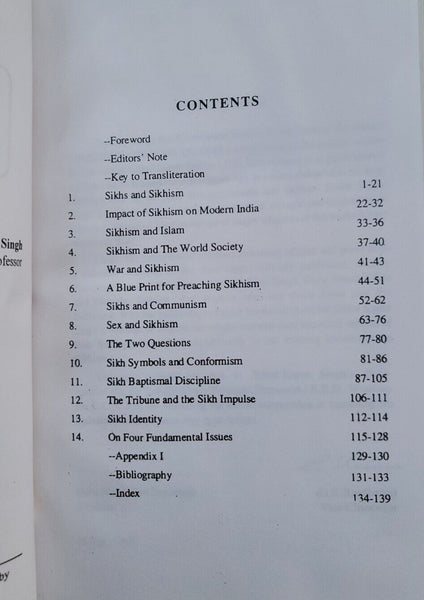 CONTENTS
--Foreword
--Editors' Note
--Key to Transliteration
1. Sikhs and Sikhism 1-21
2. Impact of Sikhism on Modern India 22-32
3. Sikhism and Islam 33-36
4. Sikhism and The World Society 37-40
5. War and Sikhism 41-43
6. A Blue Print for Preaching Sikhism 44-51
7. Sikhs and Communism 52-62
8. Sex and Sikhism 63-76
9. The Two Questions 77-80
10. Sikh Symbols and Conformism 81-86
11. Sikh Baptismal Discipline 87-105
12. The Tribune and the Sikh Impulse 106-111
13. Sikh Identity 112-114
14. On Four Fundamental Issues 115-128
--Appendix I 129-130
--Bibliography 131-133
--Index 134-139
Singh
ofessor
by